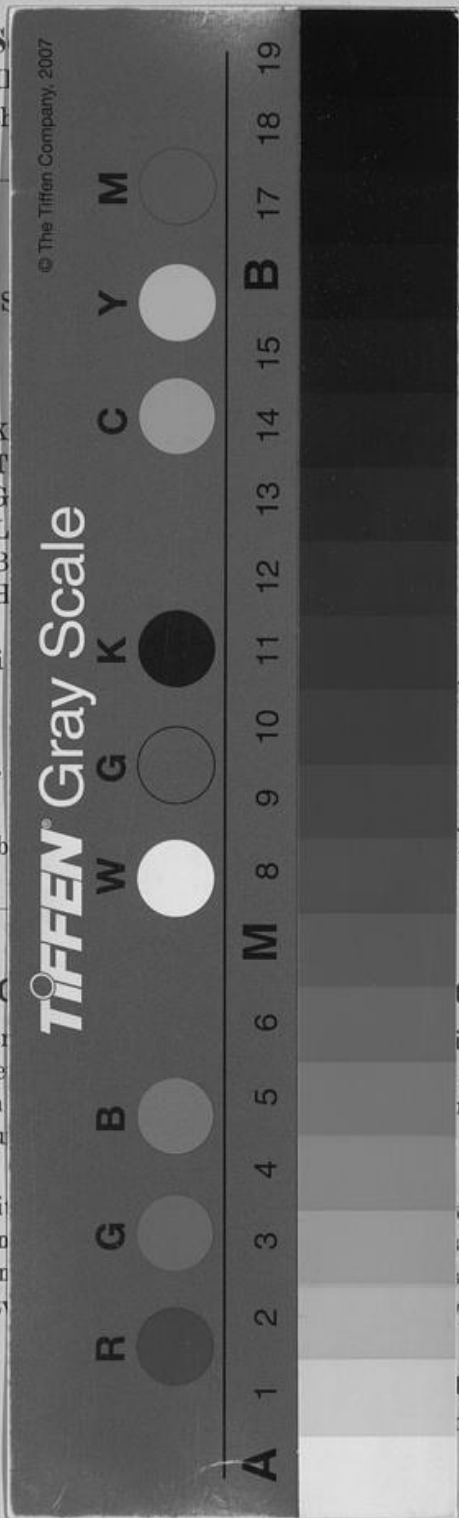 © The Tiffen Company, 2007
TIFFEN® Gray Scale
R G B W G K C Y M
A 1 2 3 4 5 6 M 8 9 10 11 12 13 14 15 B 17 18 19